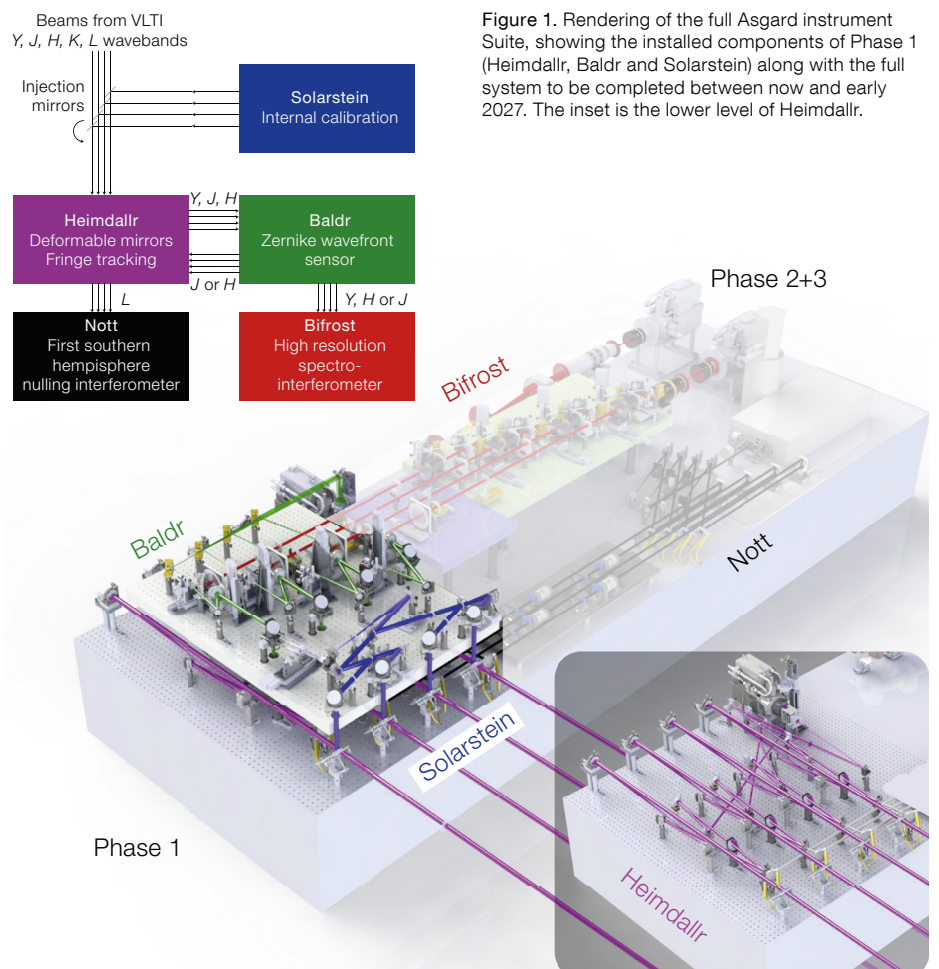 Beams from VLTI
Y, J, H, K, L wavebands
Injection
mirrors
Solarstein
Internal calibration
Figure 1. Rendering of the full Asgard instrument
Suite, showing the installed components of Phase 1
(Heimdallr, Baldr and Solarstein) along with the full
system to be completed between now and early
2027. The inset is the lower level of Heimdallr.
Y, J, H
Heimdallr
Deformable mirrors
Fringe tracking
Baldr
Zernike wavefront
sensor
J or H
L
Y, H or J
Nott
First southern
hemisphere
nulling interferometer
Bifrost
High resolution
spectro-
interferometer
Phase 2+3
Bifrost
Baldr
Nott
Solarstein
Phase 1
Heimdallr